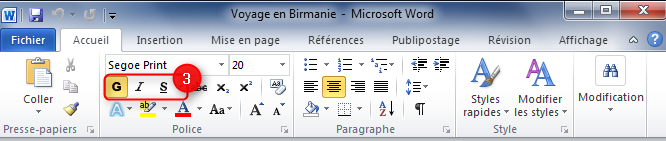 Voyage en Birmanie - Microsoft Word
Fichier Accueil Insertion Mise en page Références Publipostage Révision Affichage
Segoe Print 20
G I S abc x₂ x² 3
Aa A A
Coller
Styles rapides
Modifier les styles
Modification
Presse-papiers Police Paragraphe Style